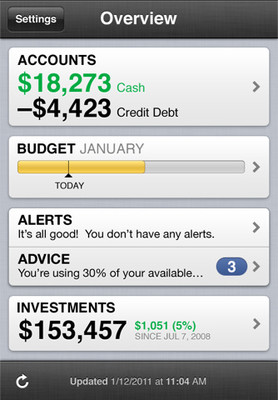 Settings
Overview
ACCOUNTS
$18,273 Cash
–$4,423 Credit Debt
BUDGET JANUARY
TODAY
ALERTS
It's all good! You don't have any alerts.
ADVICE
You're using 30% of your available…
3
INVESTMENTS
$153,457 $1,051 (5%)
SINCE JUL 7, 2008
Updated 1/12/2011 at 11:04 AM